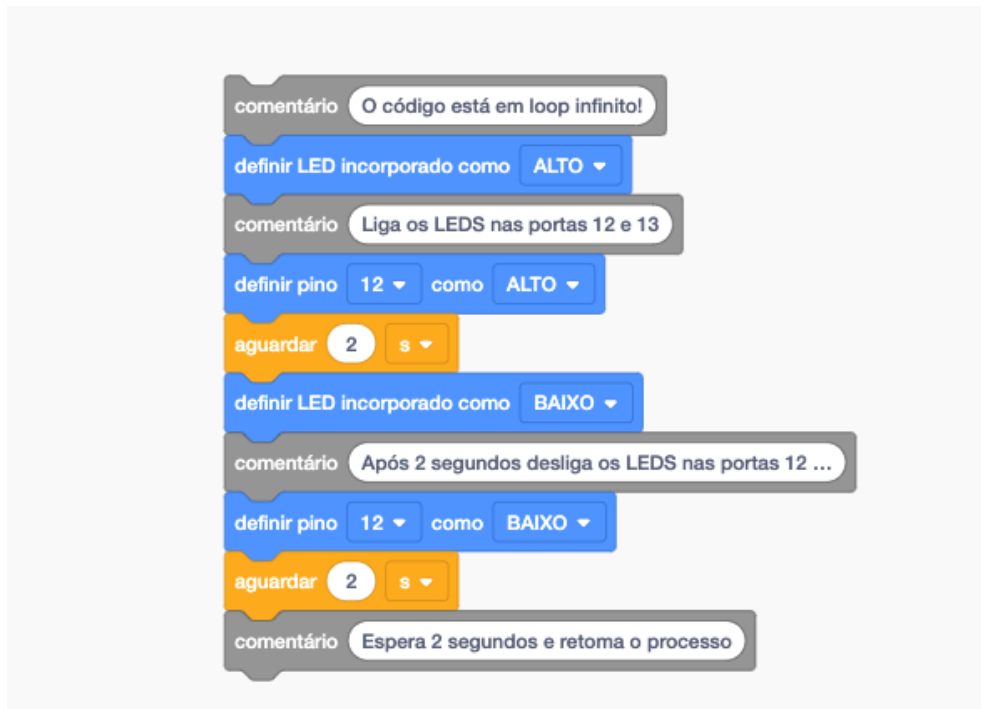 comentário O código está em loop infinito!
definir LED incorporado como ALTO
comentário Liga os LEDS nas portas 12 e 13
definir pino 12 como ALTO
aguardar 2 s
definir LED incorporado como BAIXO
comentário Após 2 segundos desliga os LEDS nas portas 12 ...
definir pino 12 como BAIXO
aguardar 2 s
comentário Espera 2 segundos e retoma o processo